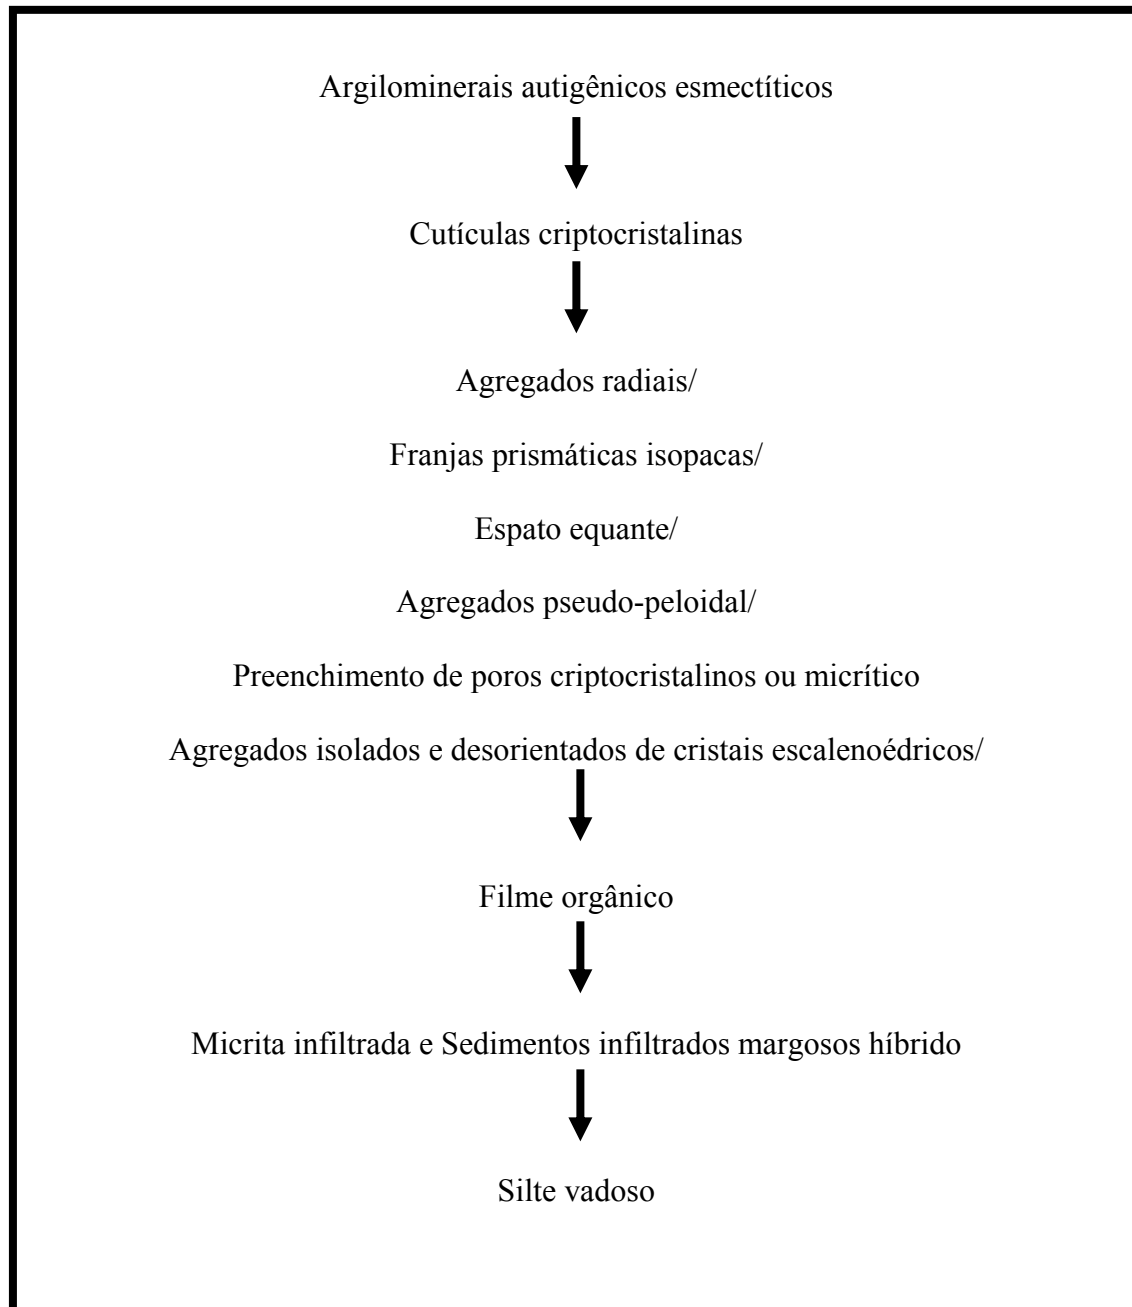 Argilominerais autigênicos esmectíticos
Cutículas criptocristalinas
Agregados radiais/
Franjas prismáticas isopacas/
Espato equante/
Agregados pseudo-peloidal/
Preenchimento de poros criptocristalinos ou micrítico
Agregados isolados e desorientados de cristais escalenoédricos/
Filme orgânico
Micrita infiltrada e Sedimentos infiltrados margosos híbrido
Silte vadoso